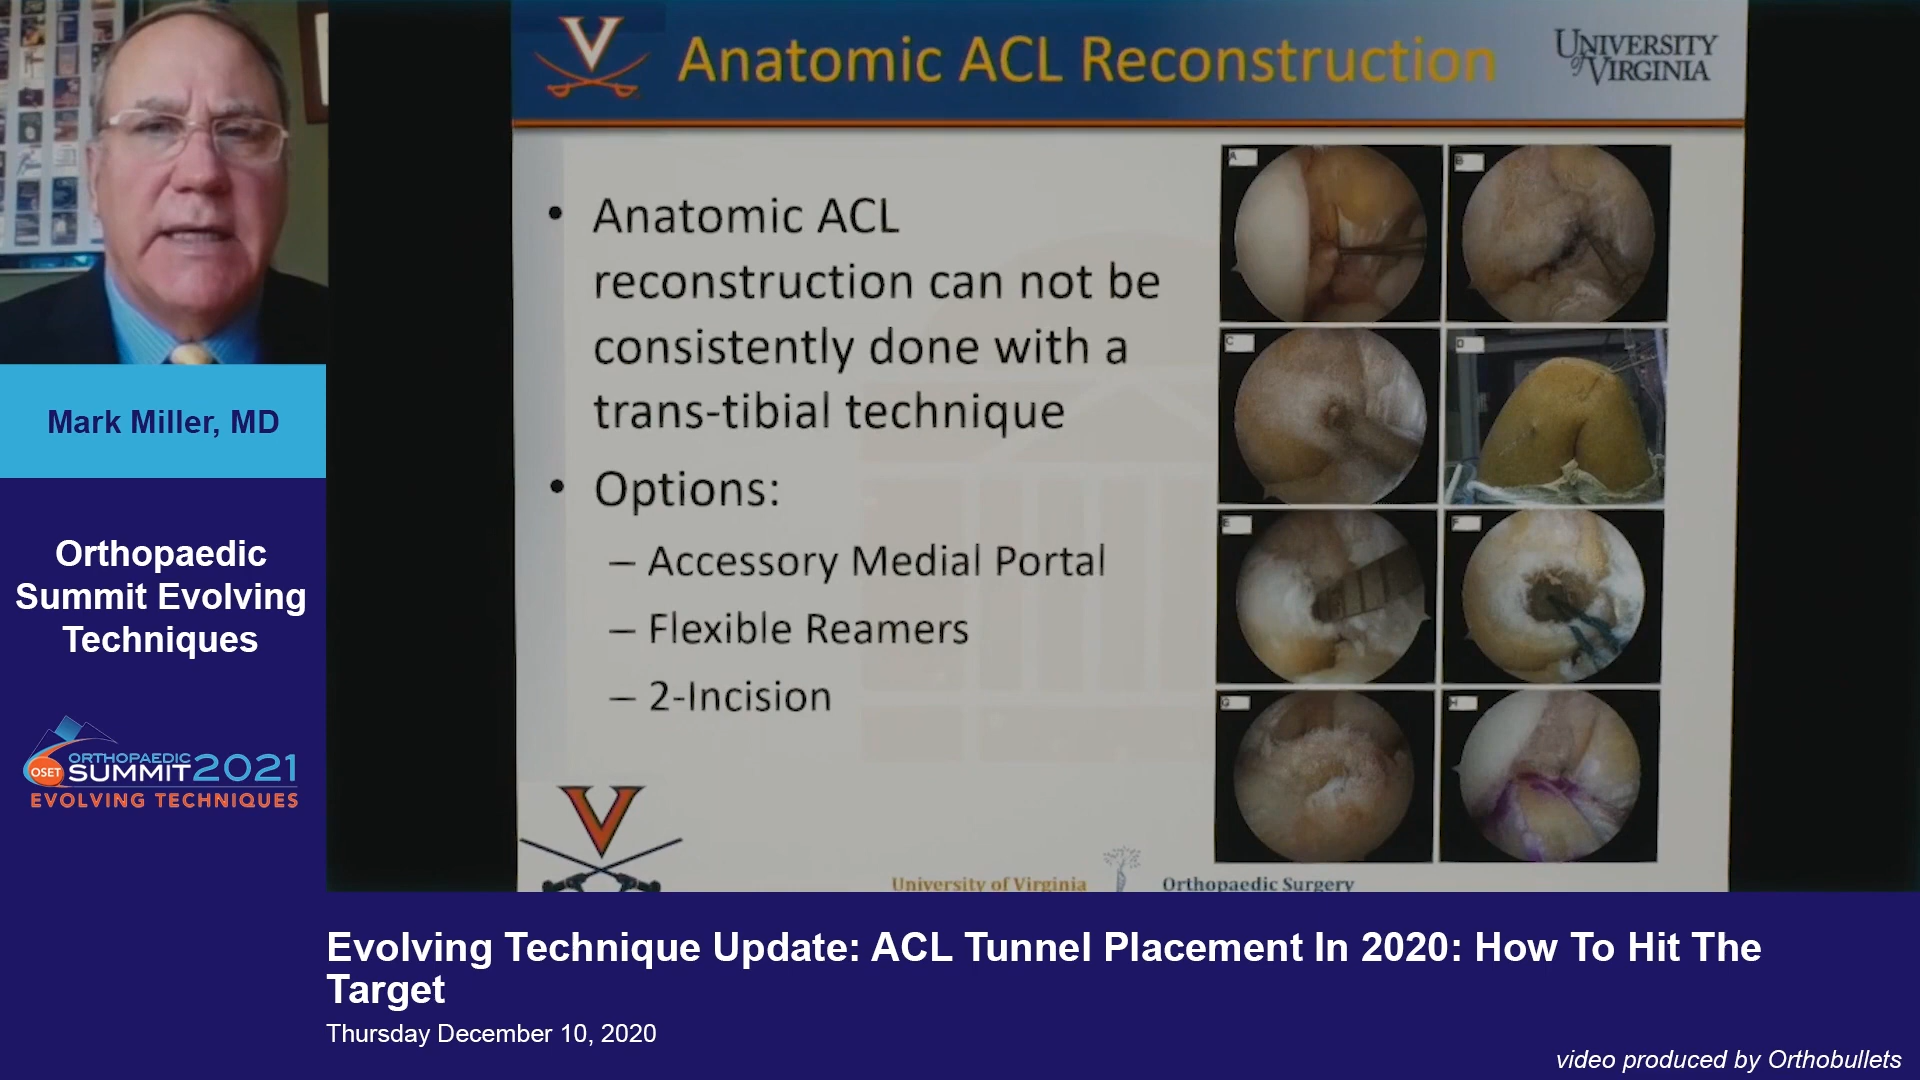 Anatomic ACL Reconstruction
UNIVERSITY
of VIRGINIA
• Anatomic ACL
reconstruction can not be
consistently done with a
trans-tibial technique
• Options:
– Accessory Medial Portal
– Flexible Reamers
– 2-Incision
A
B
C
D
E
F
G
H
University of Virginia
Orthopaedic Surgery
Mark Miller, MD
Orthopaedic
Summit Evolving
Techniques
OSET
ORTHOPAEDIC
SUMMIT 2021
EVOLVING TECHNIQUES
Evolving Technique Update: ACL Tunnel Placement In 2020: How To Hit The
Target
Thursday December 10, 2020
video produced by Orthobullets